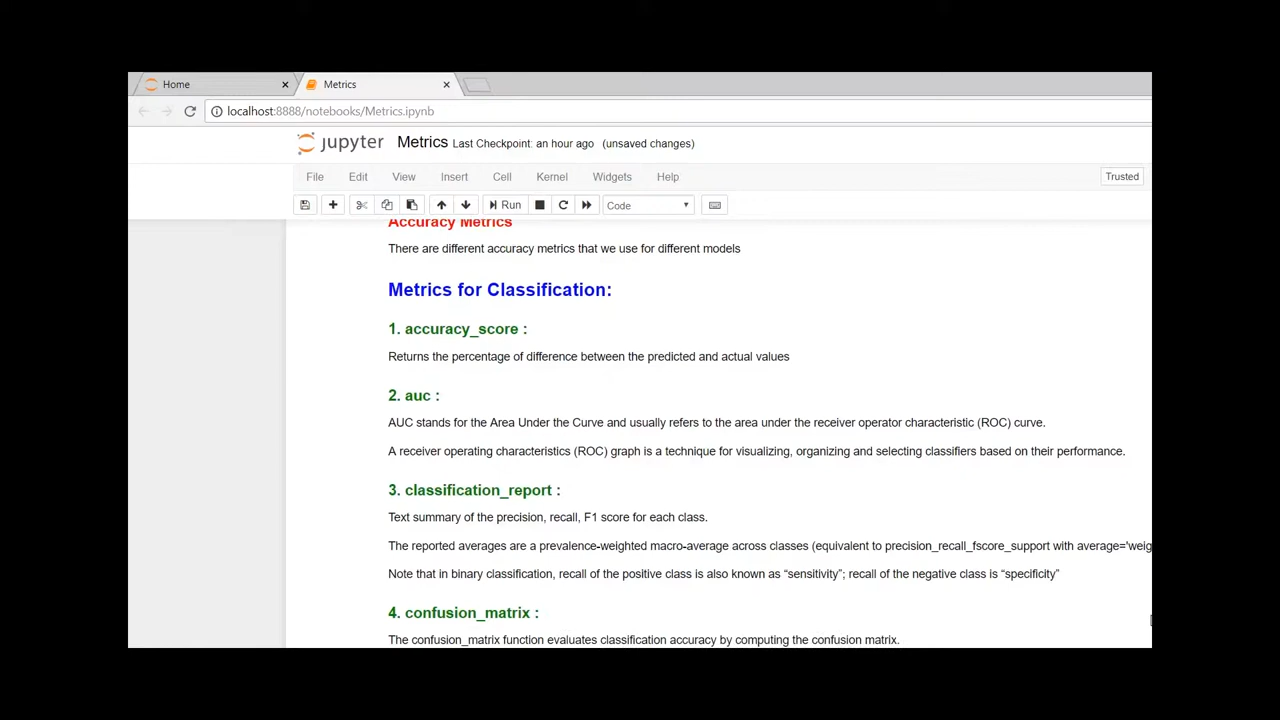 Home
Metrics
localhost:8888/notebooks/Metrics.ipynb
jupyter Metrics Last Checkpoint: an hour ago (unsaved changes)
File Edit View Insert Cell Kernel Widgets Help Trusted
Run Code
Accuracy Metrics
There are different accuracy metrics that we use for different models
Metrics for Classification:
1. accuracy_score :
Returns the percentage of difference between the predicted and actual values
2. auc :
AUC stands for the Area Under the Curve and usually refers to the area under the receiver operator characteristic (ROC) curve.
A receiver operating characteristics (ROC) graph is a technique for visualizing, organizing and selecting classifiers based on their performance.
3. classification_report :
Text summary of the precision, recall, F1 score for each class.
The reported averages are a prevalence-weighted macro-average across classes (equivalent to precision_recall_fscore_support with average='weig
Note that in binary classification, recall of the positive class is also known as “sensitivity”; recall of the negative class is “specificity”
4. confusion_matrix :
The confusion_matrix function evaluates classification accuracy by computing the confusion matrix.